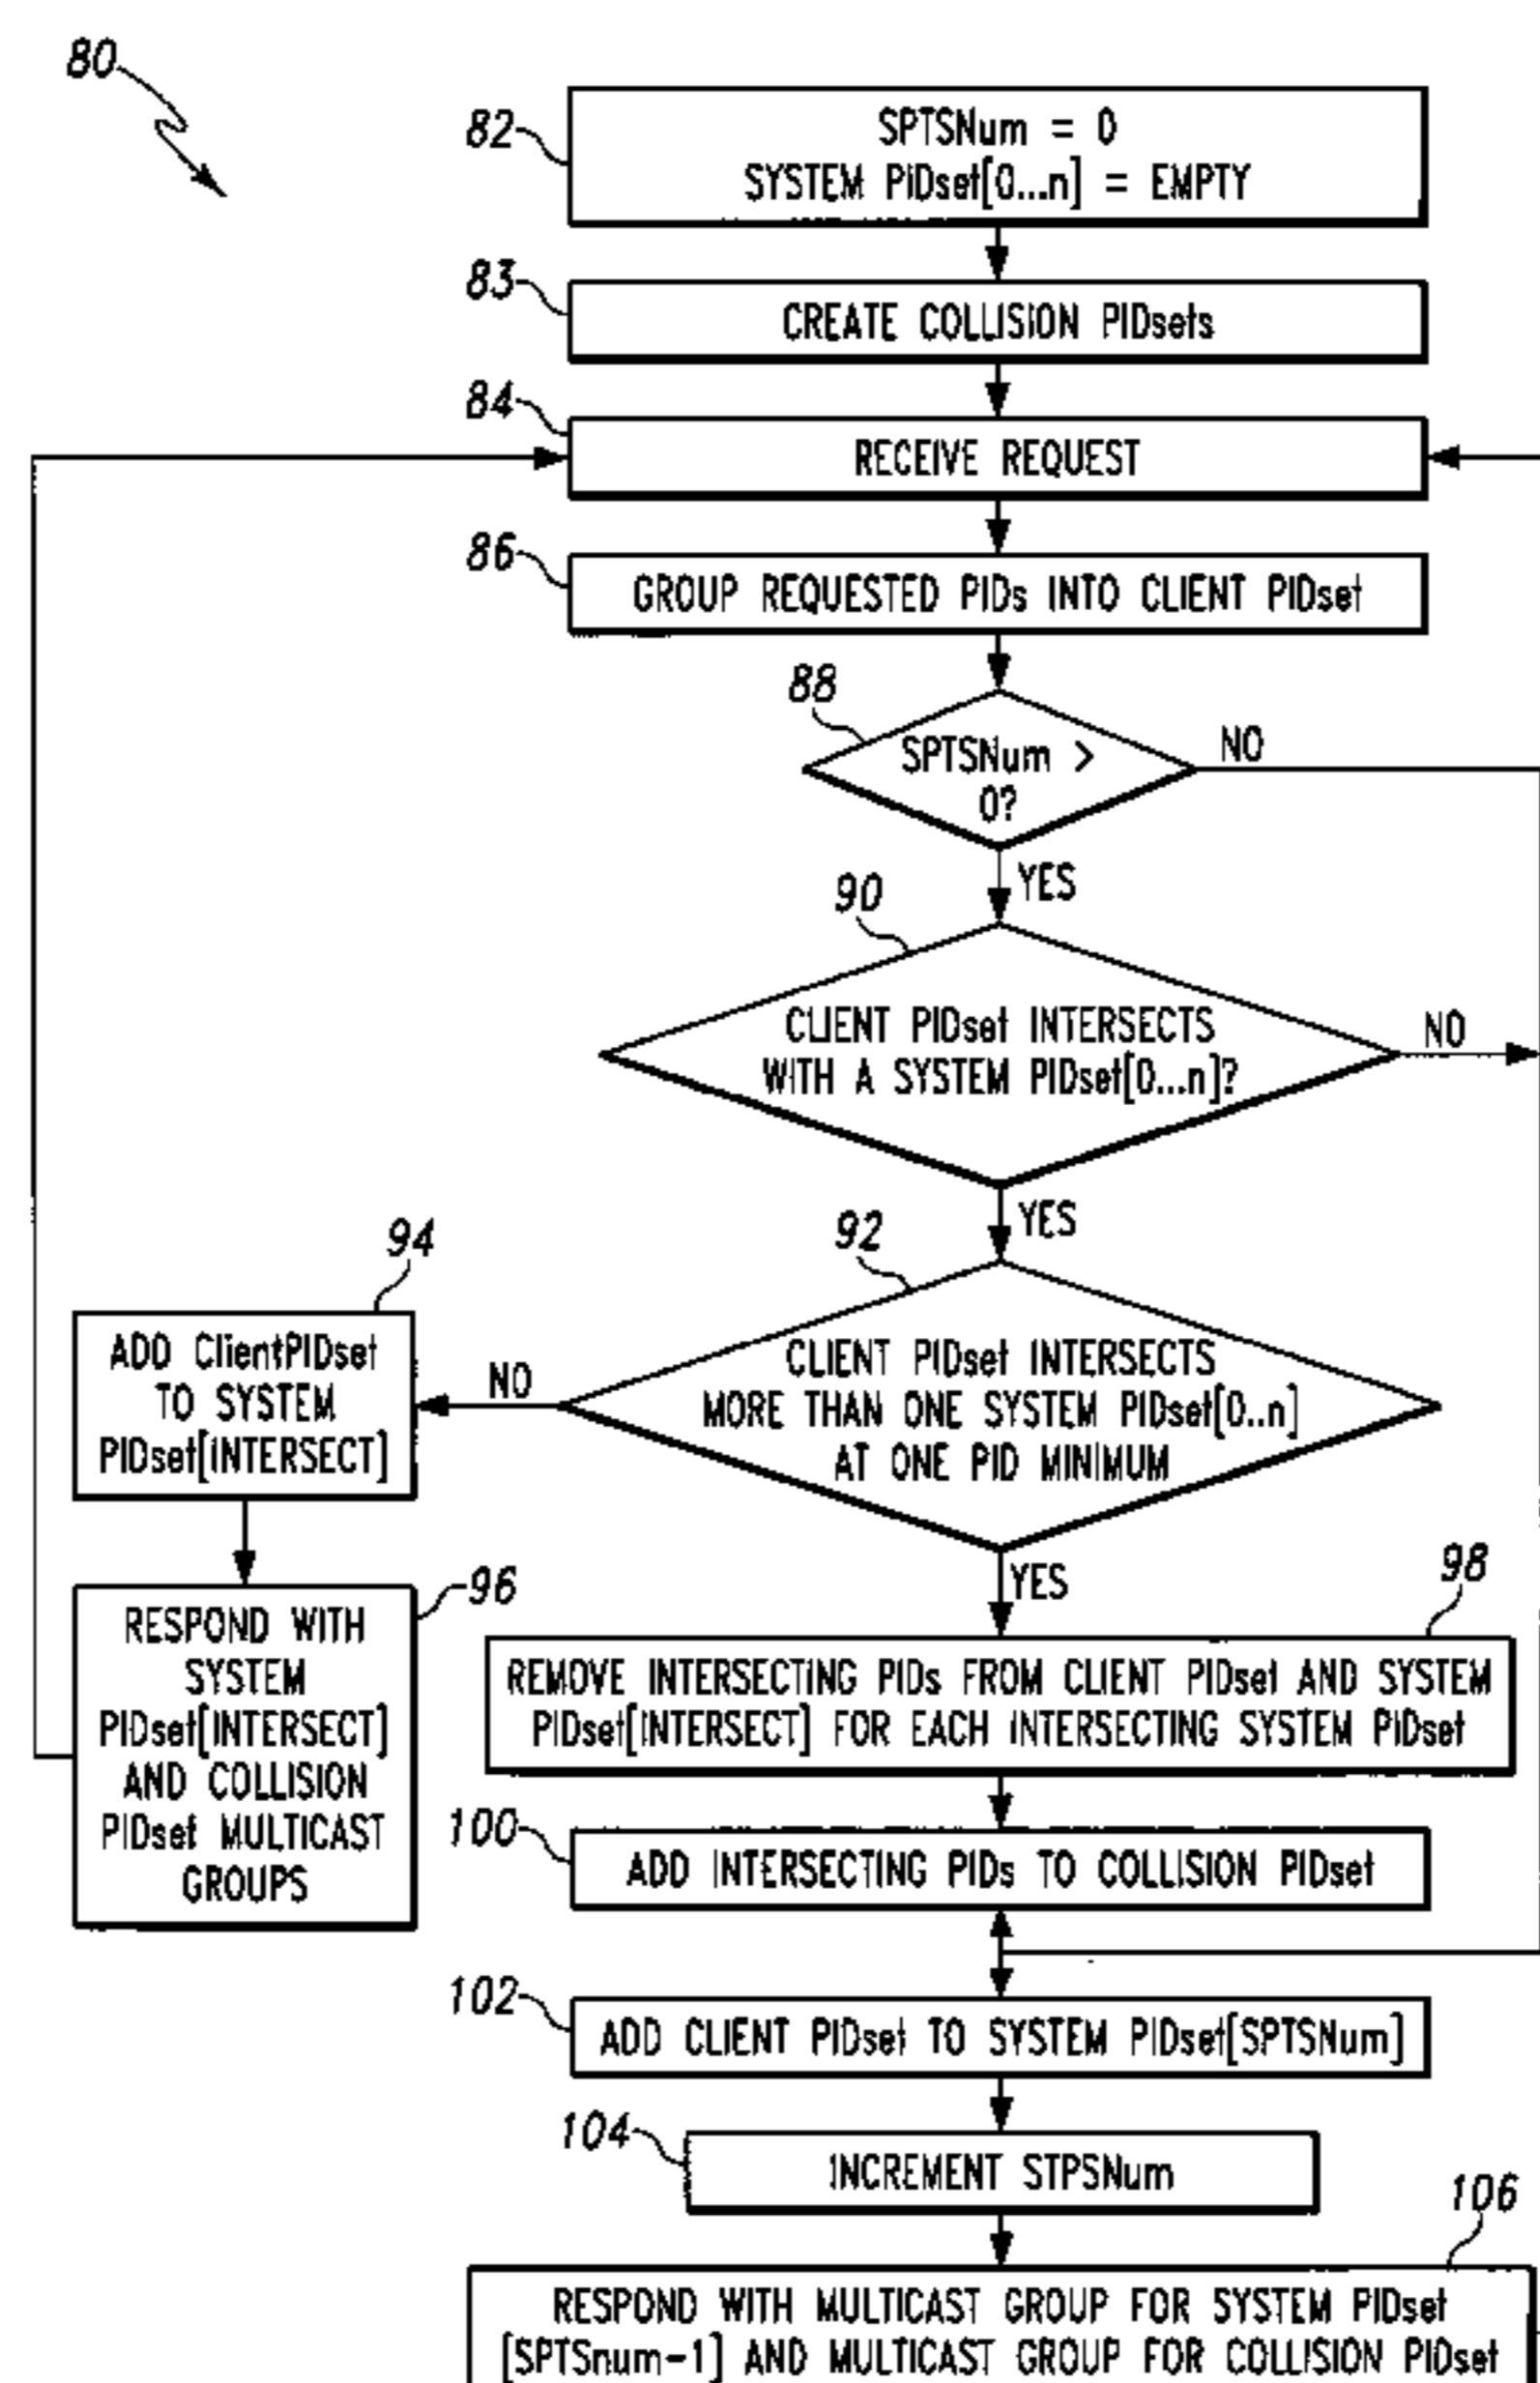 80
82
SPTSNum = 0
SYSTEM PIDset[0...n] = EMPTY
83
CREATE COLLISION PIDsets
84
RECEIVE REQUEST
86
GROUP REQUESTED PIDs INTO CLIENT PIDset
88
SPTSNum >
0?
NO
YES
90
CLIENT PIDset INTERSECTS
WITH A SYSTEM PIDset[0...n]?
NO
YES
92
CLIENT PIDset INTERSECTS
MORE THAN ONE SYSTEM PIDset[0..n]
AT ONE PID MINIMUM
NO
YES
94
ADD ClientPIDset
TO SYSTEM
PIDset[INTERSECT]
96
RESPOND WITH
SYSTEM
PIDset[INTERSECT]
AND COLLISION
PIDset MULTICAST
GROUPS
98
REMOVE INTERSECTING PIDs FROM CLIENT PIDset AND SYSTEM
PIDset[INTERSECT] FOR EACH INTERSECTING SYSTEM PIDset
100
ADD INTERSECTING PIDs TO COLLISION PIDset
102
ADD CLIENT PIDset TO SYSTEM PIDset[SPTSNum]
104
INCREMENT STPSNum
106
RESPOND WITH MULTICAST GROUP FOR SYSTEM PIDset
[SPTSnum-1] AND MULTICAST GROUP FOR COLLISION PIDset